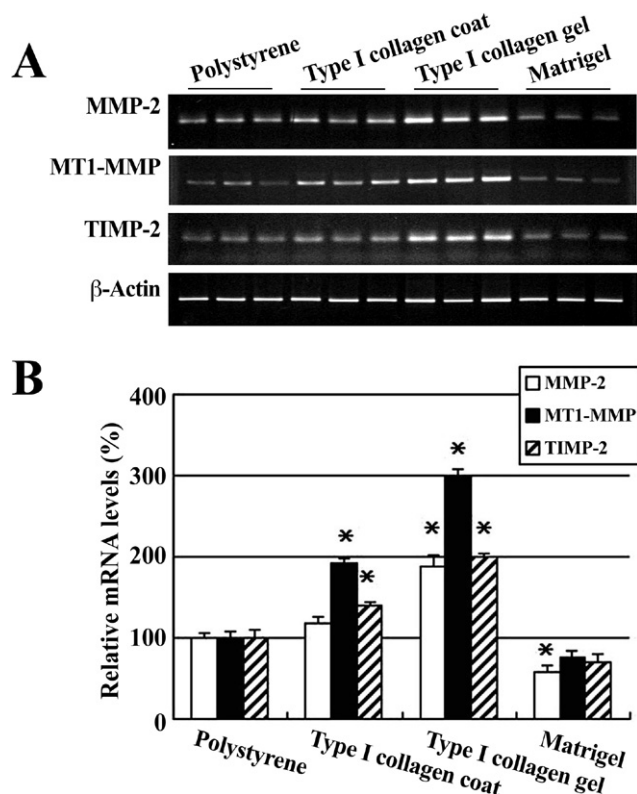 A
Polystyrene
Type I collagen coat
Type I collagen gel
Matrigel
MMP-2
MT1-MMP
TIMP-2
β-Actin
B
Relative mRNA levels (%)
400
300
200
100
0
MMP-2
MT1-MMP
TIMP-2
*
*
*
*
*
*
Polystyrene
Type I collagen coat
Type I collagen gel
Matrigel